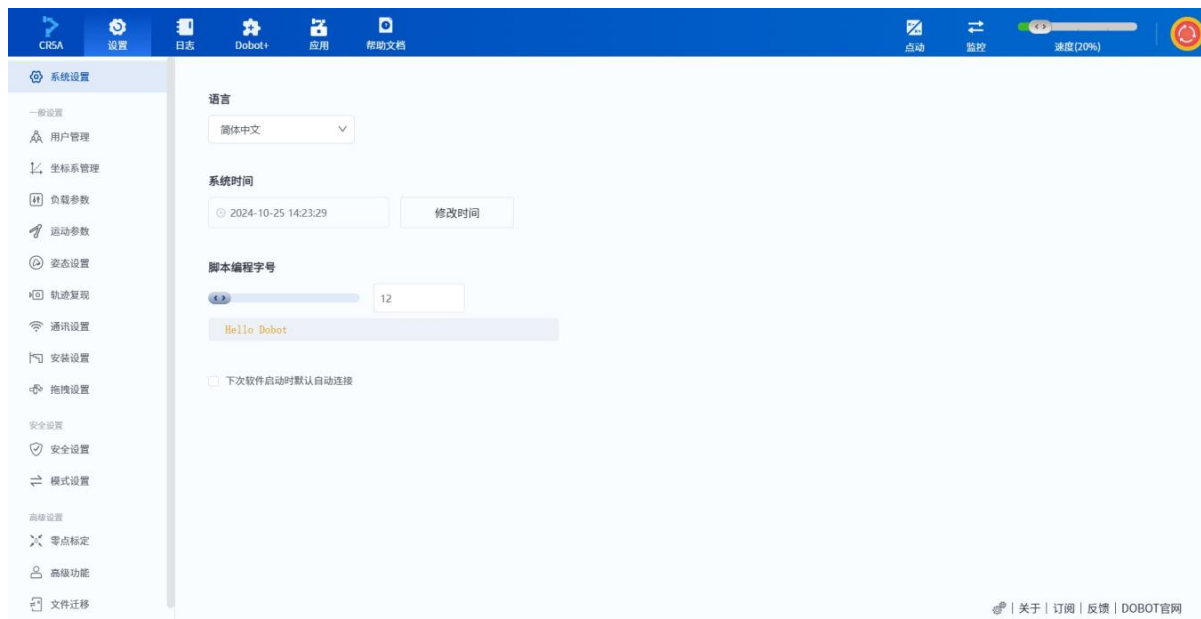 CR5A
设置
日志
Dobot+
应用
帮助文档
点动
监控
速度(20%)
系统设置
一般设置
用户管理
坐标系管理
负载参数
运动参数
姿态设置
轨迹复现
通讯设置
安装设置
拖拽设置
安全设置
安全设置
模式设置
高级设置
零点标定
高级功能
文件迁移
语言
简体中文
系统时间
2024-10-25 14:23:29
修改时间
脚本编程字号
12
Hello Dobot
下次软件启动时默认自动连接
关于 | 订阅 | 反馈 | DOBOT官网